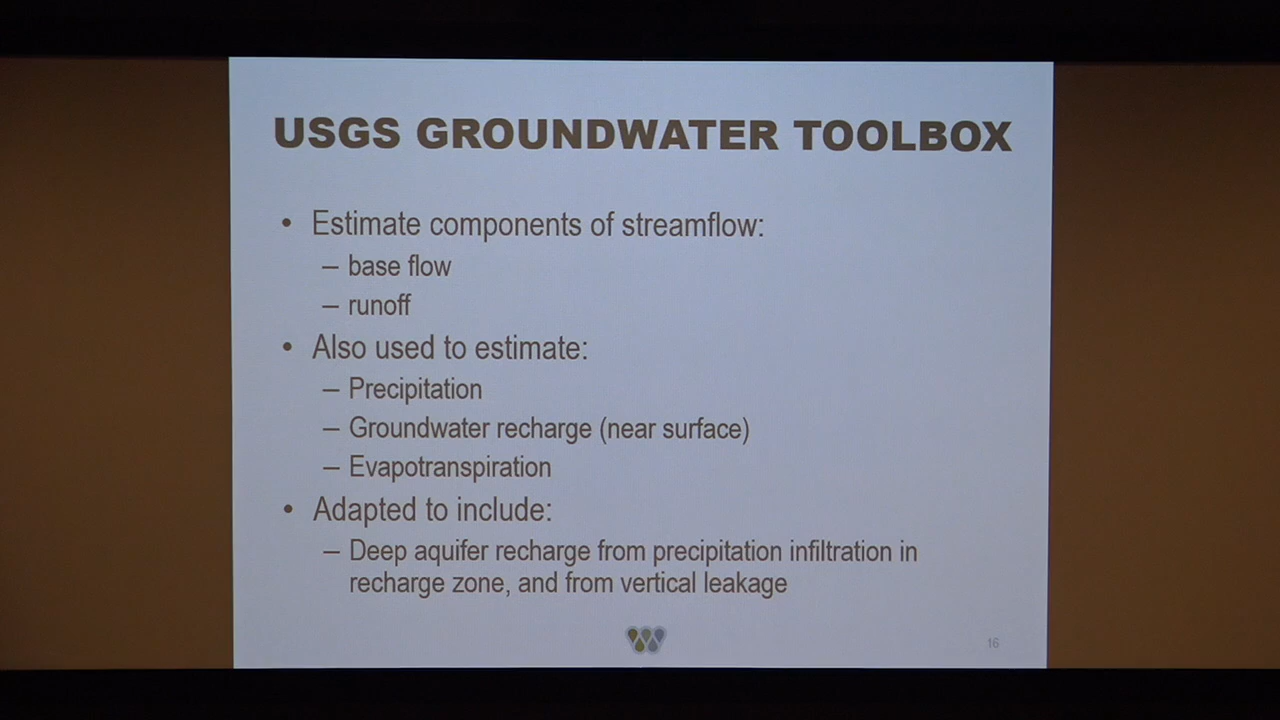 USGS GROUNDWATER TOOLBOX
• Estimate components of streamflow:
– base flow
– runoff
• Also used to estimate:
– Precipitation
– Groundwater recharge (near surface)
– Evapotranspiration
• Adapted to include:
– Deep aquifer recharge from precipitation infiltration in
recharge zone, and from vertical leakage
16